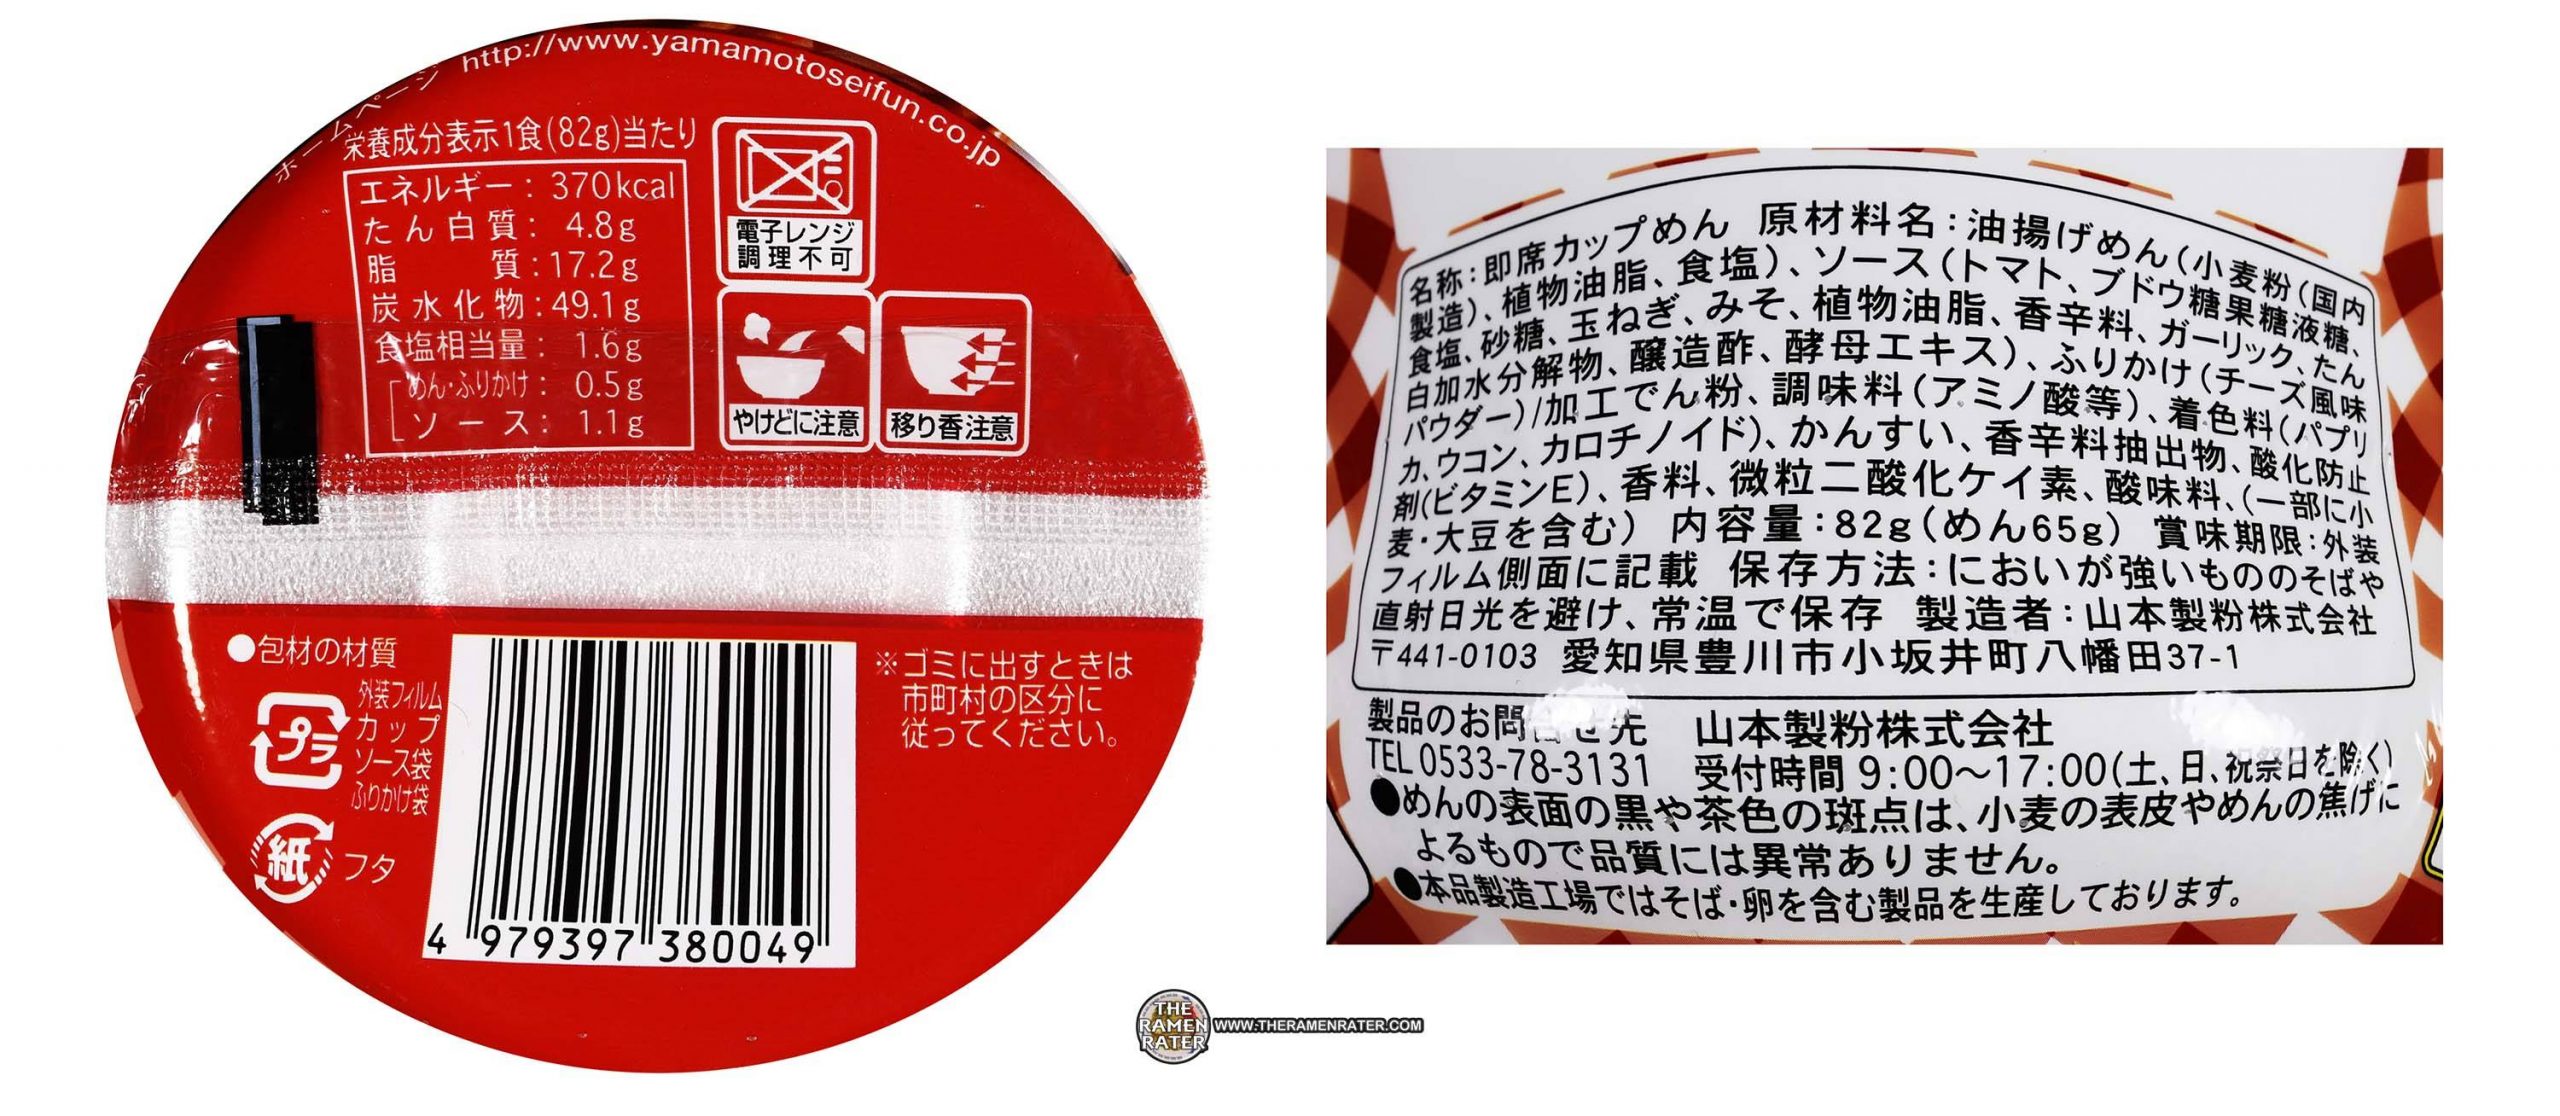 ホームページ http://www.yamamotoseifun.co.jp
栄養成分表示1食(82g)当たり
エネルギー: 370kcal
たん白質: 4.8g
脂質:17.2g
炭水化物:49.1g
食塩相当量: 1.6g
めん・ふりかけ: 0.5g
ソース: 1.1g
電子レンジ
調理不可
やけどに注意
移り香注意
●包材の材質
プラ
外装フィルム
カップ
ソース袋
ふりかけ袋
紙
フタ
4 979397 380049
※ゴミに出すときは
市町村の区分に
従ってください。
名称:即席カップめん 原材料名:油揚げめん(小麦粉(国内
製造)、植物油脂、食塩)、ソース(トマト、ブドウ糖果糖液糖、
食塩、砂糖、玉ねぎ、みそ、植物油脂、香辛料、ガーリック、たん
白加水分解物、醸造酢、酵母エキス)、ふりかけ(チーズ風味
パウダー)/加工でん粉、調味料(アミノ酸等)、着色料(パプリ
カ、ウコン、カロチノイド)、かんすい、香辛料抽出物、酸化防止
剤(ビタミンE)、香料、微粒二酸化ケイ素、酸味料、(一部に小
麦・大豆を含む) 内容量:82g(めん65g) 賞味期限:外装
フィルム側面に記載 保存方法:においが強いもののそばや
直射日光を避け、常温で保存 製造者:山本製粉株式会社
〒441-0103 愛知県豊川市小坂井町八幡田37-1
製品のお問合せ先 山本製粉株式会社
TEL 0533-78-3131 受付時間 9:00〜17:00(土、日、祝祭日を除く)
●めんの表面の黒や茶色の斑点は、小麦の表皮やめんの焦げに
よるもので品質には異常ありません。
●本品製造工場ではそば・卵を含む製品を生産しております。
THE
RAMEN
RATER
WWW.THERAMENRATER.COM